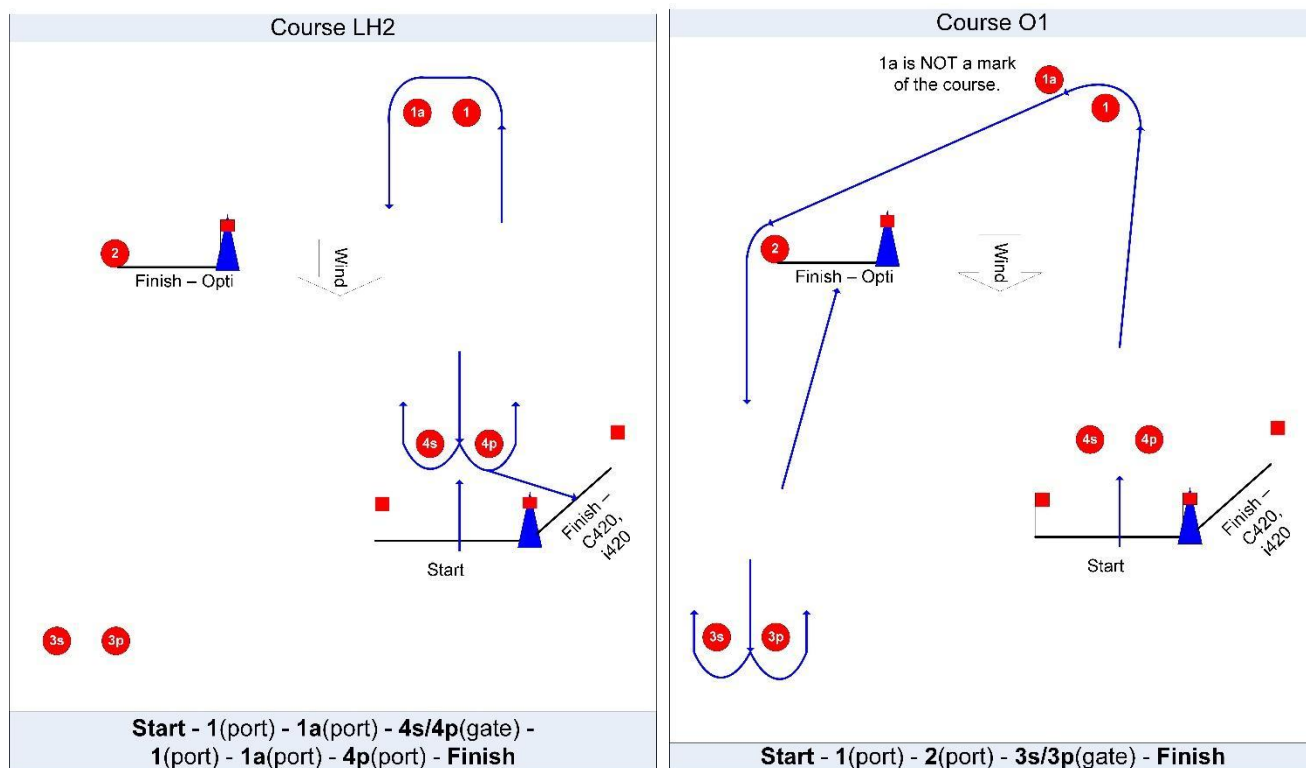 Course LH2
1a
1
2
Finish – Opti
Wind
4s
4p
Finish –
C420,
i420
Start
3s
3p
Start - 1(port) - 1a(port) - 4s/4p(gate) -
1(port) - 1a(port) - 4p(port) - Finish
Course O1
1a is NOT a mark
of the course.
1a
1
2
Finish – Opti
Wind
4s
4p
Finish –
C420,
i420
Start
3s
3p
Start - 1(port) - 2(port) - 3s/3p(gate) - Finish